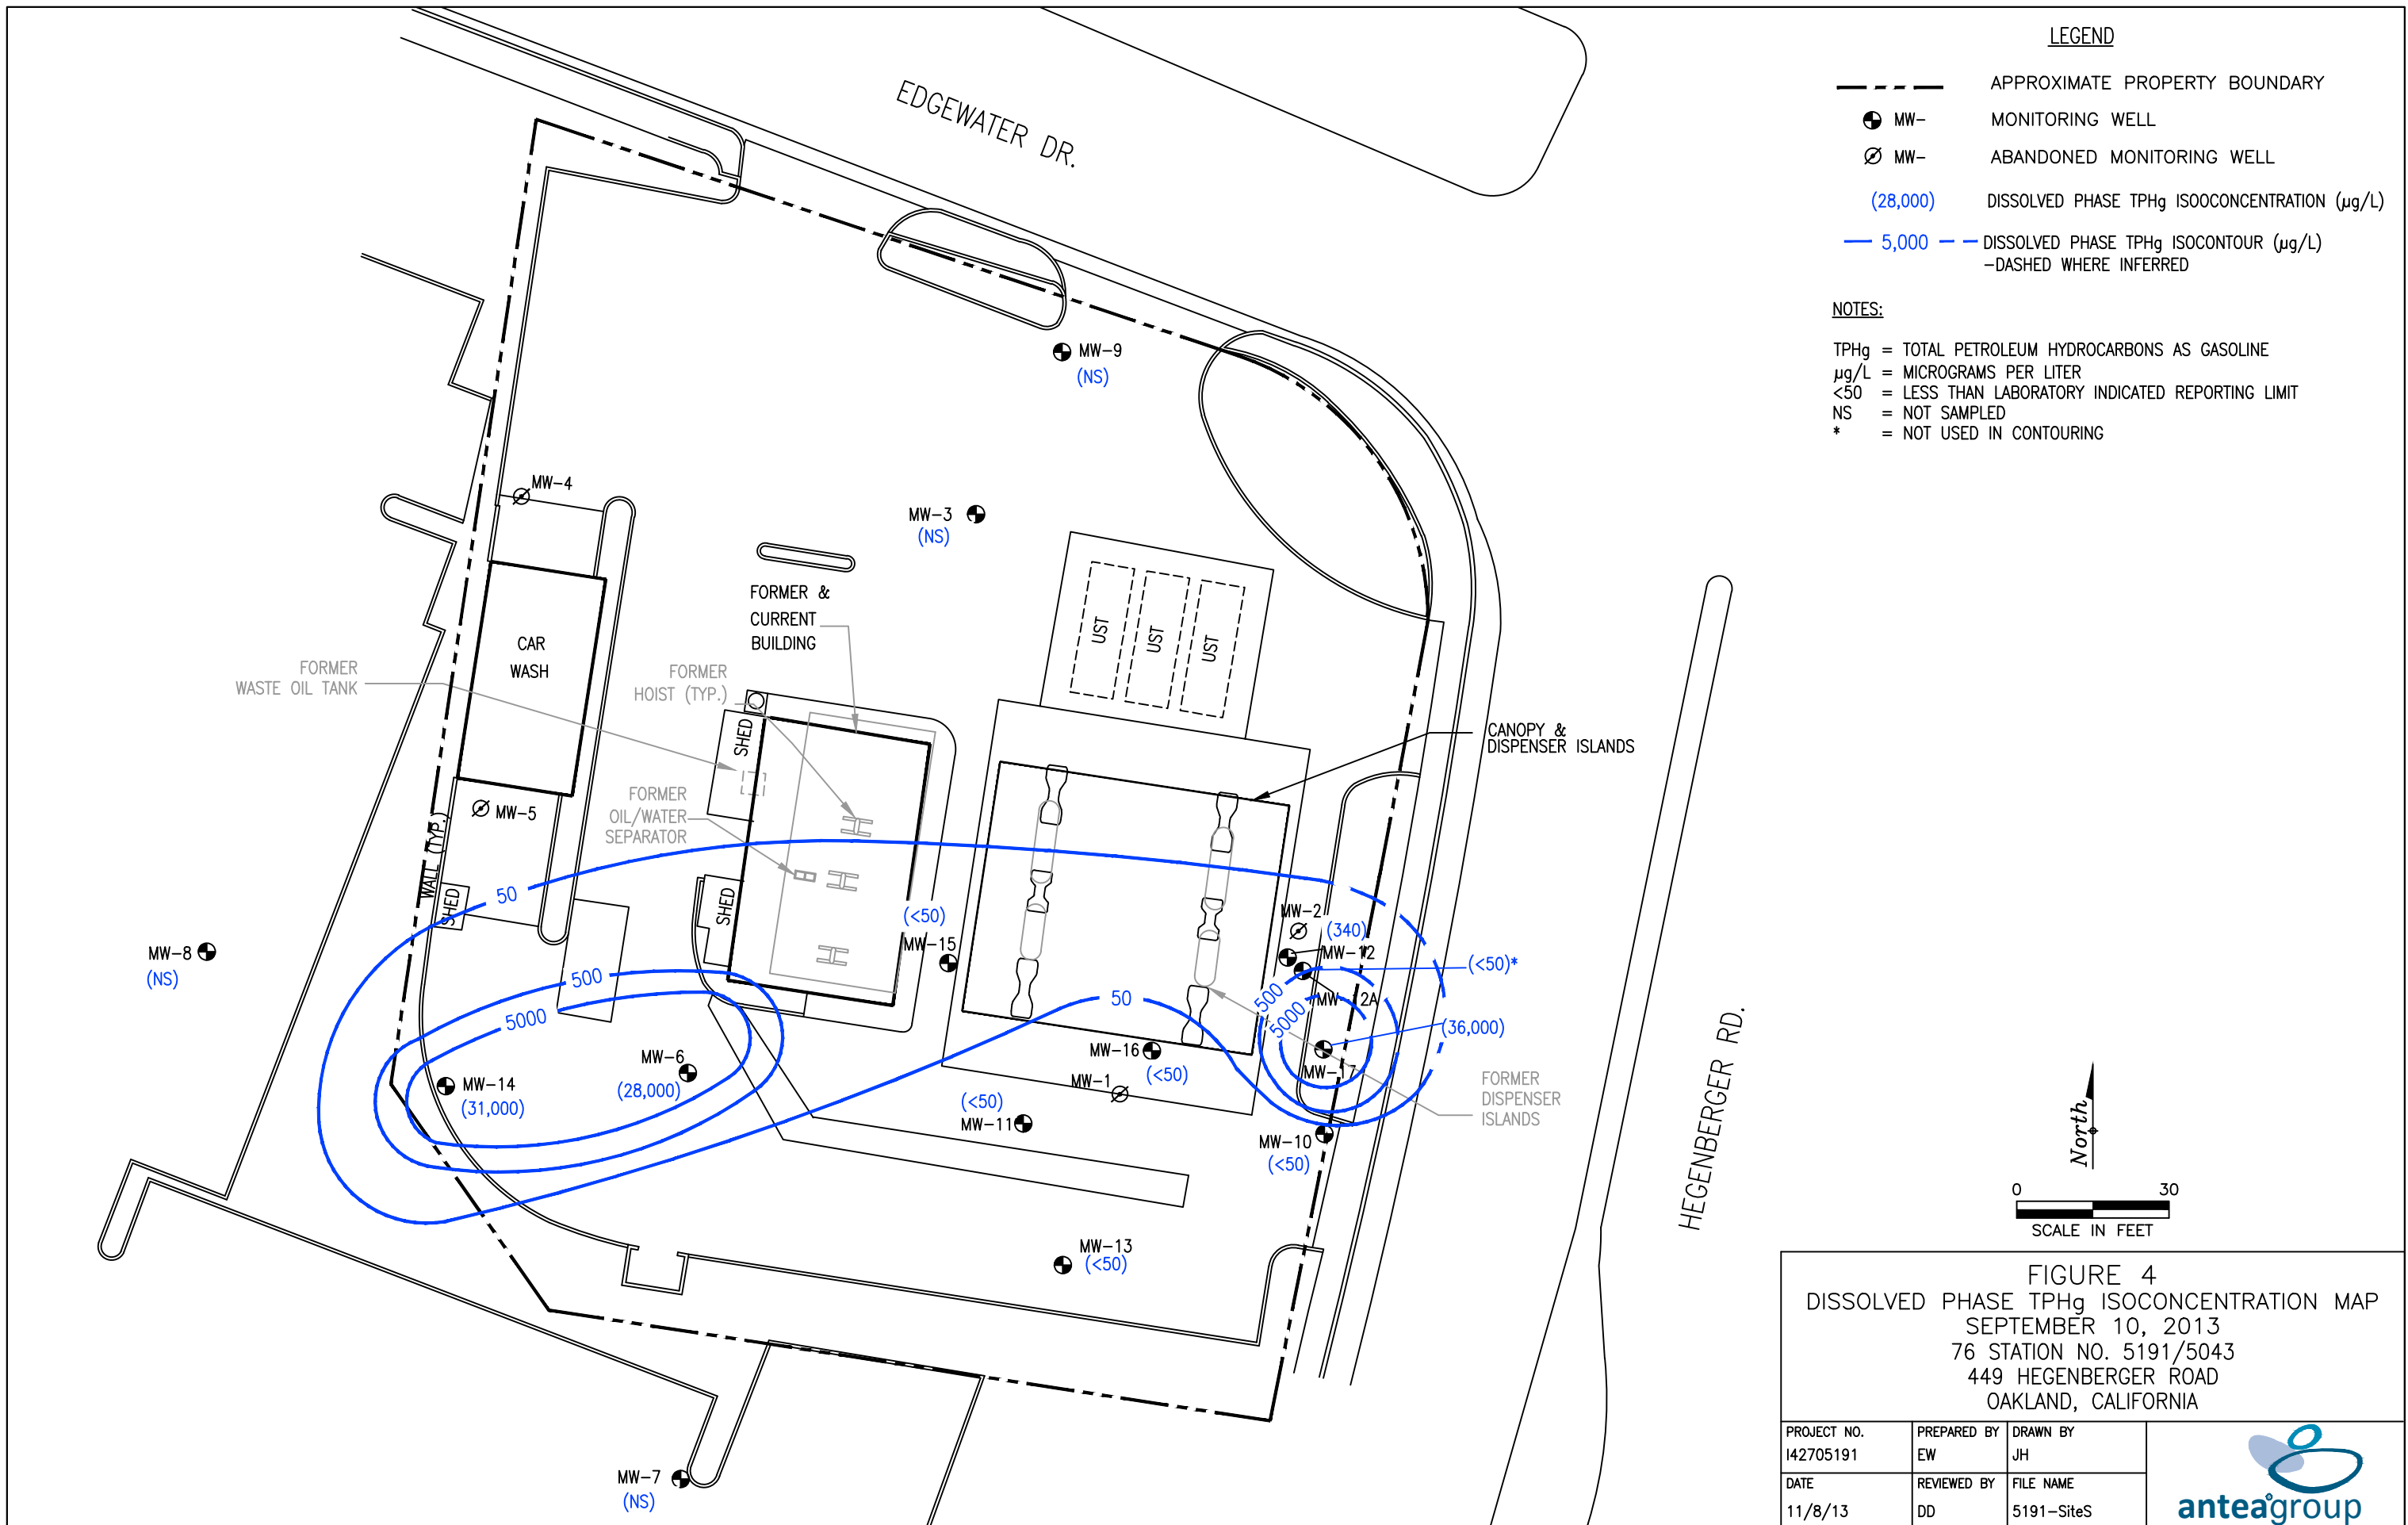 EDGEWATER DR.
LEGEND
APPROXIMATE PROPERTY BOUNDARY
MW- MONITORING WELL
MW- ABANDONED MONITORING WELL
(28,000) DISSOLVED PHASE TPHg ISOOCONCENTRATION (µg/L)
5,000 DISSOLVED PHASE TPHg ISOCONTOUR (µg/L)
-DASHED WHERE INFERRED
NOTES:
TPHg = TOTAL PETROLEUM HYDROCARBONS AS GASOLINE
µg/L = MICROGRAMS PER LITER
<50 = LESS THAN LABORATORY INDICATED REPORTING LIMIT
NS = NOT SAMPLED
* = NOT USED IN CONTOURING
MW-9
(NS)
MW-4
MW-3
(NS)
FORMER &
CURRENT
BUILDING
UST
UST
UST
CAR
WASH
FORMER
WASTE OIL TANK
FORMER
HOIST (TYP.)
SHED
CANOPY &
DISPENSER ISLANDS
MW-5
FORMER
OIL/WATER
SEPARATOR
WALL (TYP.)
SHED
50
SHED
(<50)
MW-15
MW-2
(340)
MW-12
MW-8
(NS)
(<50)*
500
5000
50
500
5000
MW-12A
(36,000)
MW-6
(28,000)
MW-14
(31,000)
MW-16
(<50)
MW-17
MW-1
(<50)
MW-11
FORMER
DISPENSER
ISLANDS
MW-10
(<50)
HEGENBERGER RD.
North
0 30
SCALE IN FEET
MW-13
(<50)
MW-7
(NS)
FIGURE 4
DISSOLVED PHASE TPHg ISOCONCENTRATION MAP
SEPTEMBER 10, 2013
76 STATION NO. 5191/5043
449 HEGENBERGER ROAD
OAKLAND, CALIFORNIA
PROJECT NO. PREPARED BY DRAWN BY
I42705191 EW JH
DATE REVIEWED BY FILE NAME
11/8/13 DD 5191-SiteS
anteagroup